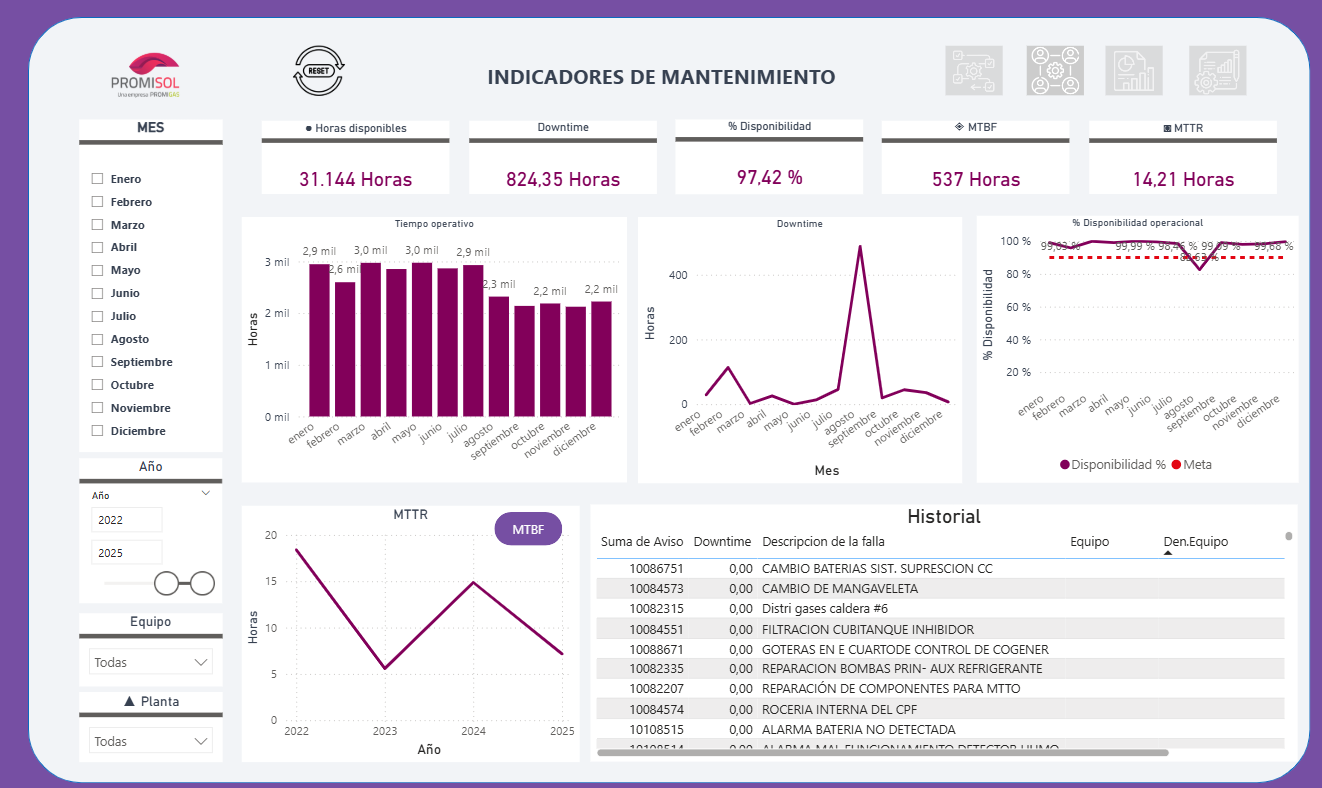 PROMISOL
Una empresa PROMIGAS
RESET
INDICADORES DE MANTENIMIENTO
MES
Enero
Febrero
Marzo
Abril
Mayo
Junio
Julio
Agosto
Septiembre
Octubre
Noviembre
Diciembre
Año
Año
2022
2025
Equipo
Todas
▲ Planta
Todas
● Horas disponibles
31.144 Horas
Downtime
824,35 Horas
% Disponibilidad
97,42 %
◈ MTBF
537 Horas
◙ MTTR
14,21 Horas
Tiempo operativo
Horas
3 mil
2 mil
1 mil
0 mil
2,9 mil
2,6 mil
3,0 mil
3,0 mil
2,9 mil
2,3 mil
2,2 mil
2,2 mil
enero
febrero
marzo
abril
mayo
junio
julio
agosto
septiembre
octubre
noviembre
diciembre
Downtime
Horas
400
200
0
enero
febrero
marzo
abril
mayo
junio
julio
agosto
septiembre
octubre
noviembre
diciembre
Mes
% Disponibilidad operacional
% Disponibilidad
100 %
80 %
60 %
40 %
20 %
99,99 %
98,46 %
99,68 %
enero
febrero
marzo
abril
mayo
junio
julio
agosto
septiembre
octubre
noviembre
diciembre
Disponibilidad %
Meta
MTTR
MTBF
Horas
20
15
10
5
0
2022
2023
2024
2025
Año
Historial
Suma de Aviso Downtime Descripcion de la falla Equipo Den.Equipo
10086751 0,00 CAMBIO BATERIAS SIST. SUPRESCION CC
10084573 0,00 CAMBIO DE MANGAVELETA
10082315 0,00 Distri gases caldera #6
10084551 0,00 FILTRACION CUBITANQUE INHIBIDOR
10088671 0,00 GOTERAS EN E CUARTODE CONTROL DE COGENER
10082335 0,00 REPARACION BOMBAS PRIN- AUX REFRIGERANTE
10082207 0,00 REPARACIÓN DE COMPONENTES PARA MTTO
10084574 0,00 ROCERIA INTERNA DEL CPF
10108515 0,00 ALARMA BATERIA NO DETECTADA
10108514 0,00 ALARMA MAL FUNCIONAMIENTO DETECTOR HUMO